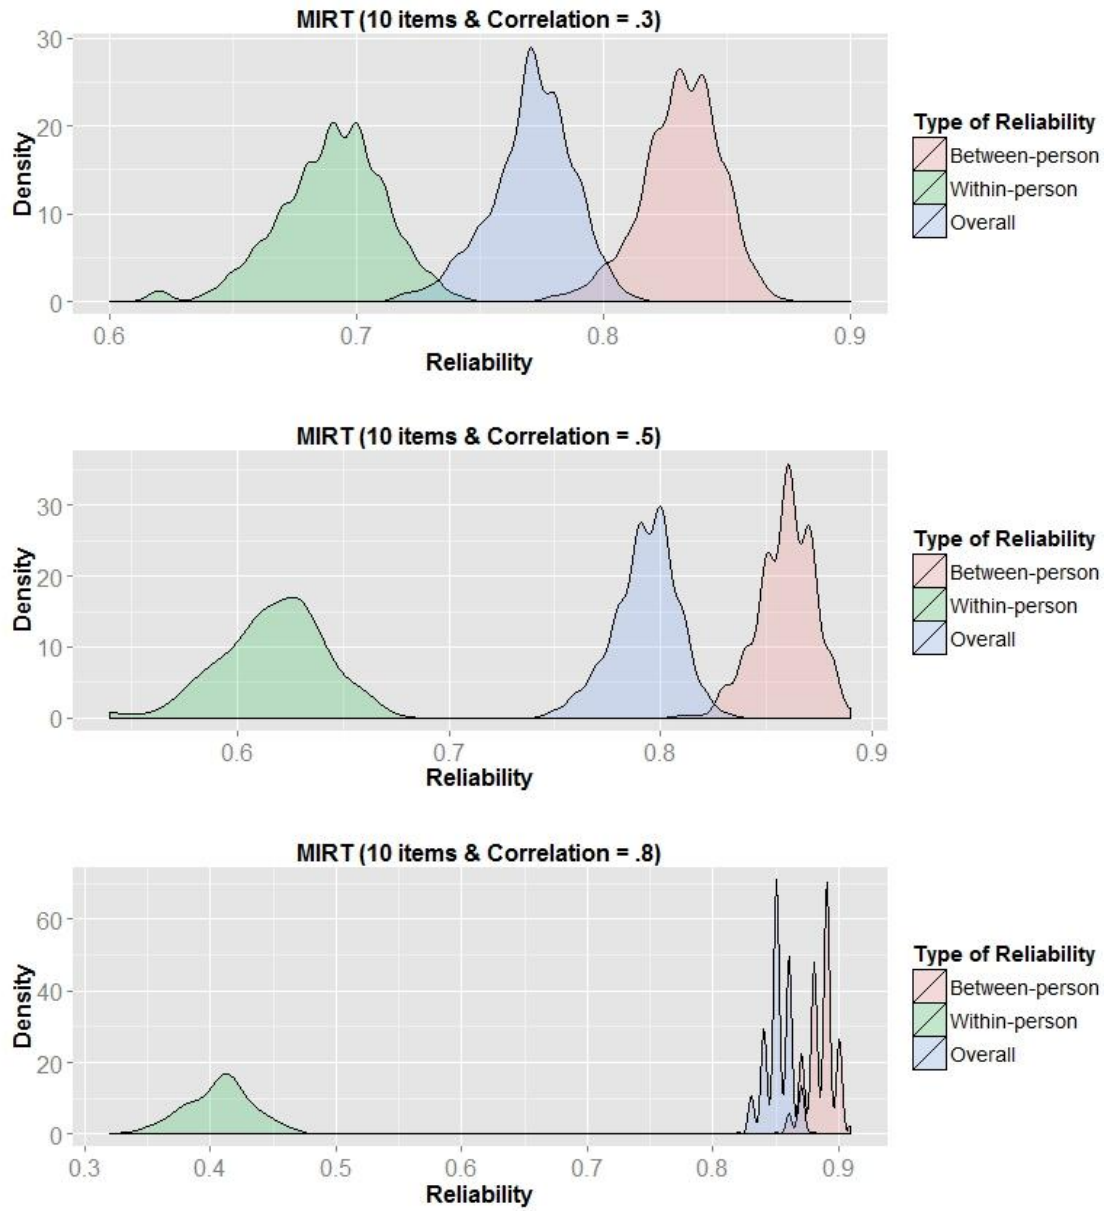 MIRT (10 items & Correlation = .3)
30
20
10
0
Density
0.6 0.7 0.8 0.9
Reliability
Type of Reliability
Between-person
Within-person
Overall
MIRT (10 items & Correlation = .5)
30
20
10
0
Density
0.6 0.7 0.8 0.9
Reliability
Type of Reliability
Between-person
Within-person
Overall
MIRT (10 items & Correlation = .8)
60
40
20
0
Density
0.3 0.4 0.5 0.6 0.7 0.8 0.9
Reliability
Type of Reliability
Between-person
Within-person
Overall